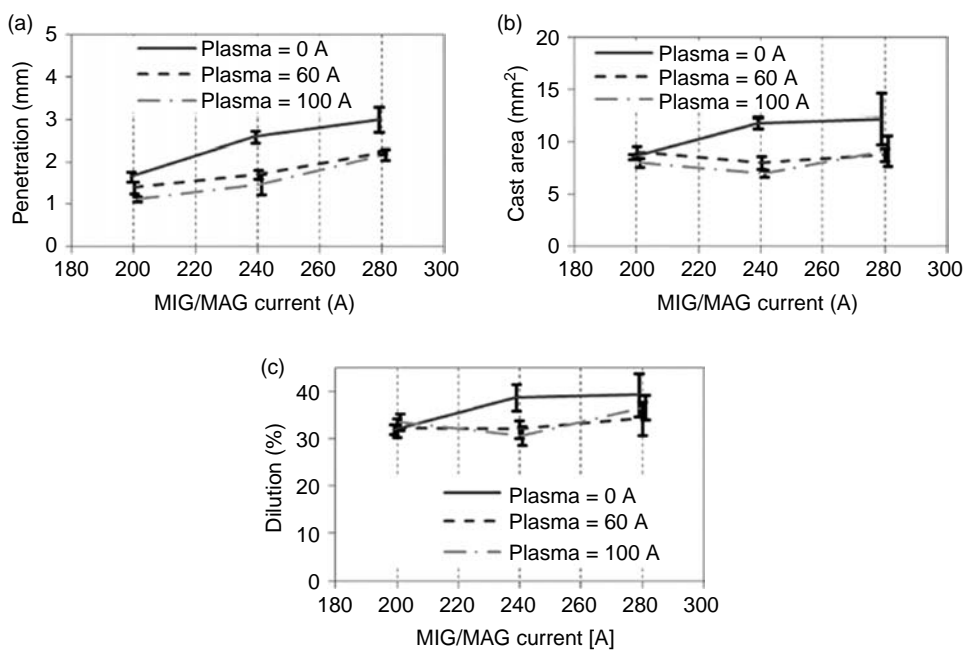 (a)
5
4
3
2
1
0
Penetration (mm)
Plasma = 0 A
Plasma = 60 A
Plasma = 100 A
180 200 220 240 260 280 300
MIG/MAG current (A)
(b)
20
15
10
5
0
Cast area (mm²)
Plasma = 0 A
Plasma = 60 A
Plasma = 100 A
180 200 220 240 260 280 300
MIG/MAG current (A)
(c)
40
30
20
10
0
Dilution (%)
Plasma = 0 A
Plasma = 60 A
Plasma = 100 A
180 200 220 240 260 280 300
MIG/MAG current [A]